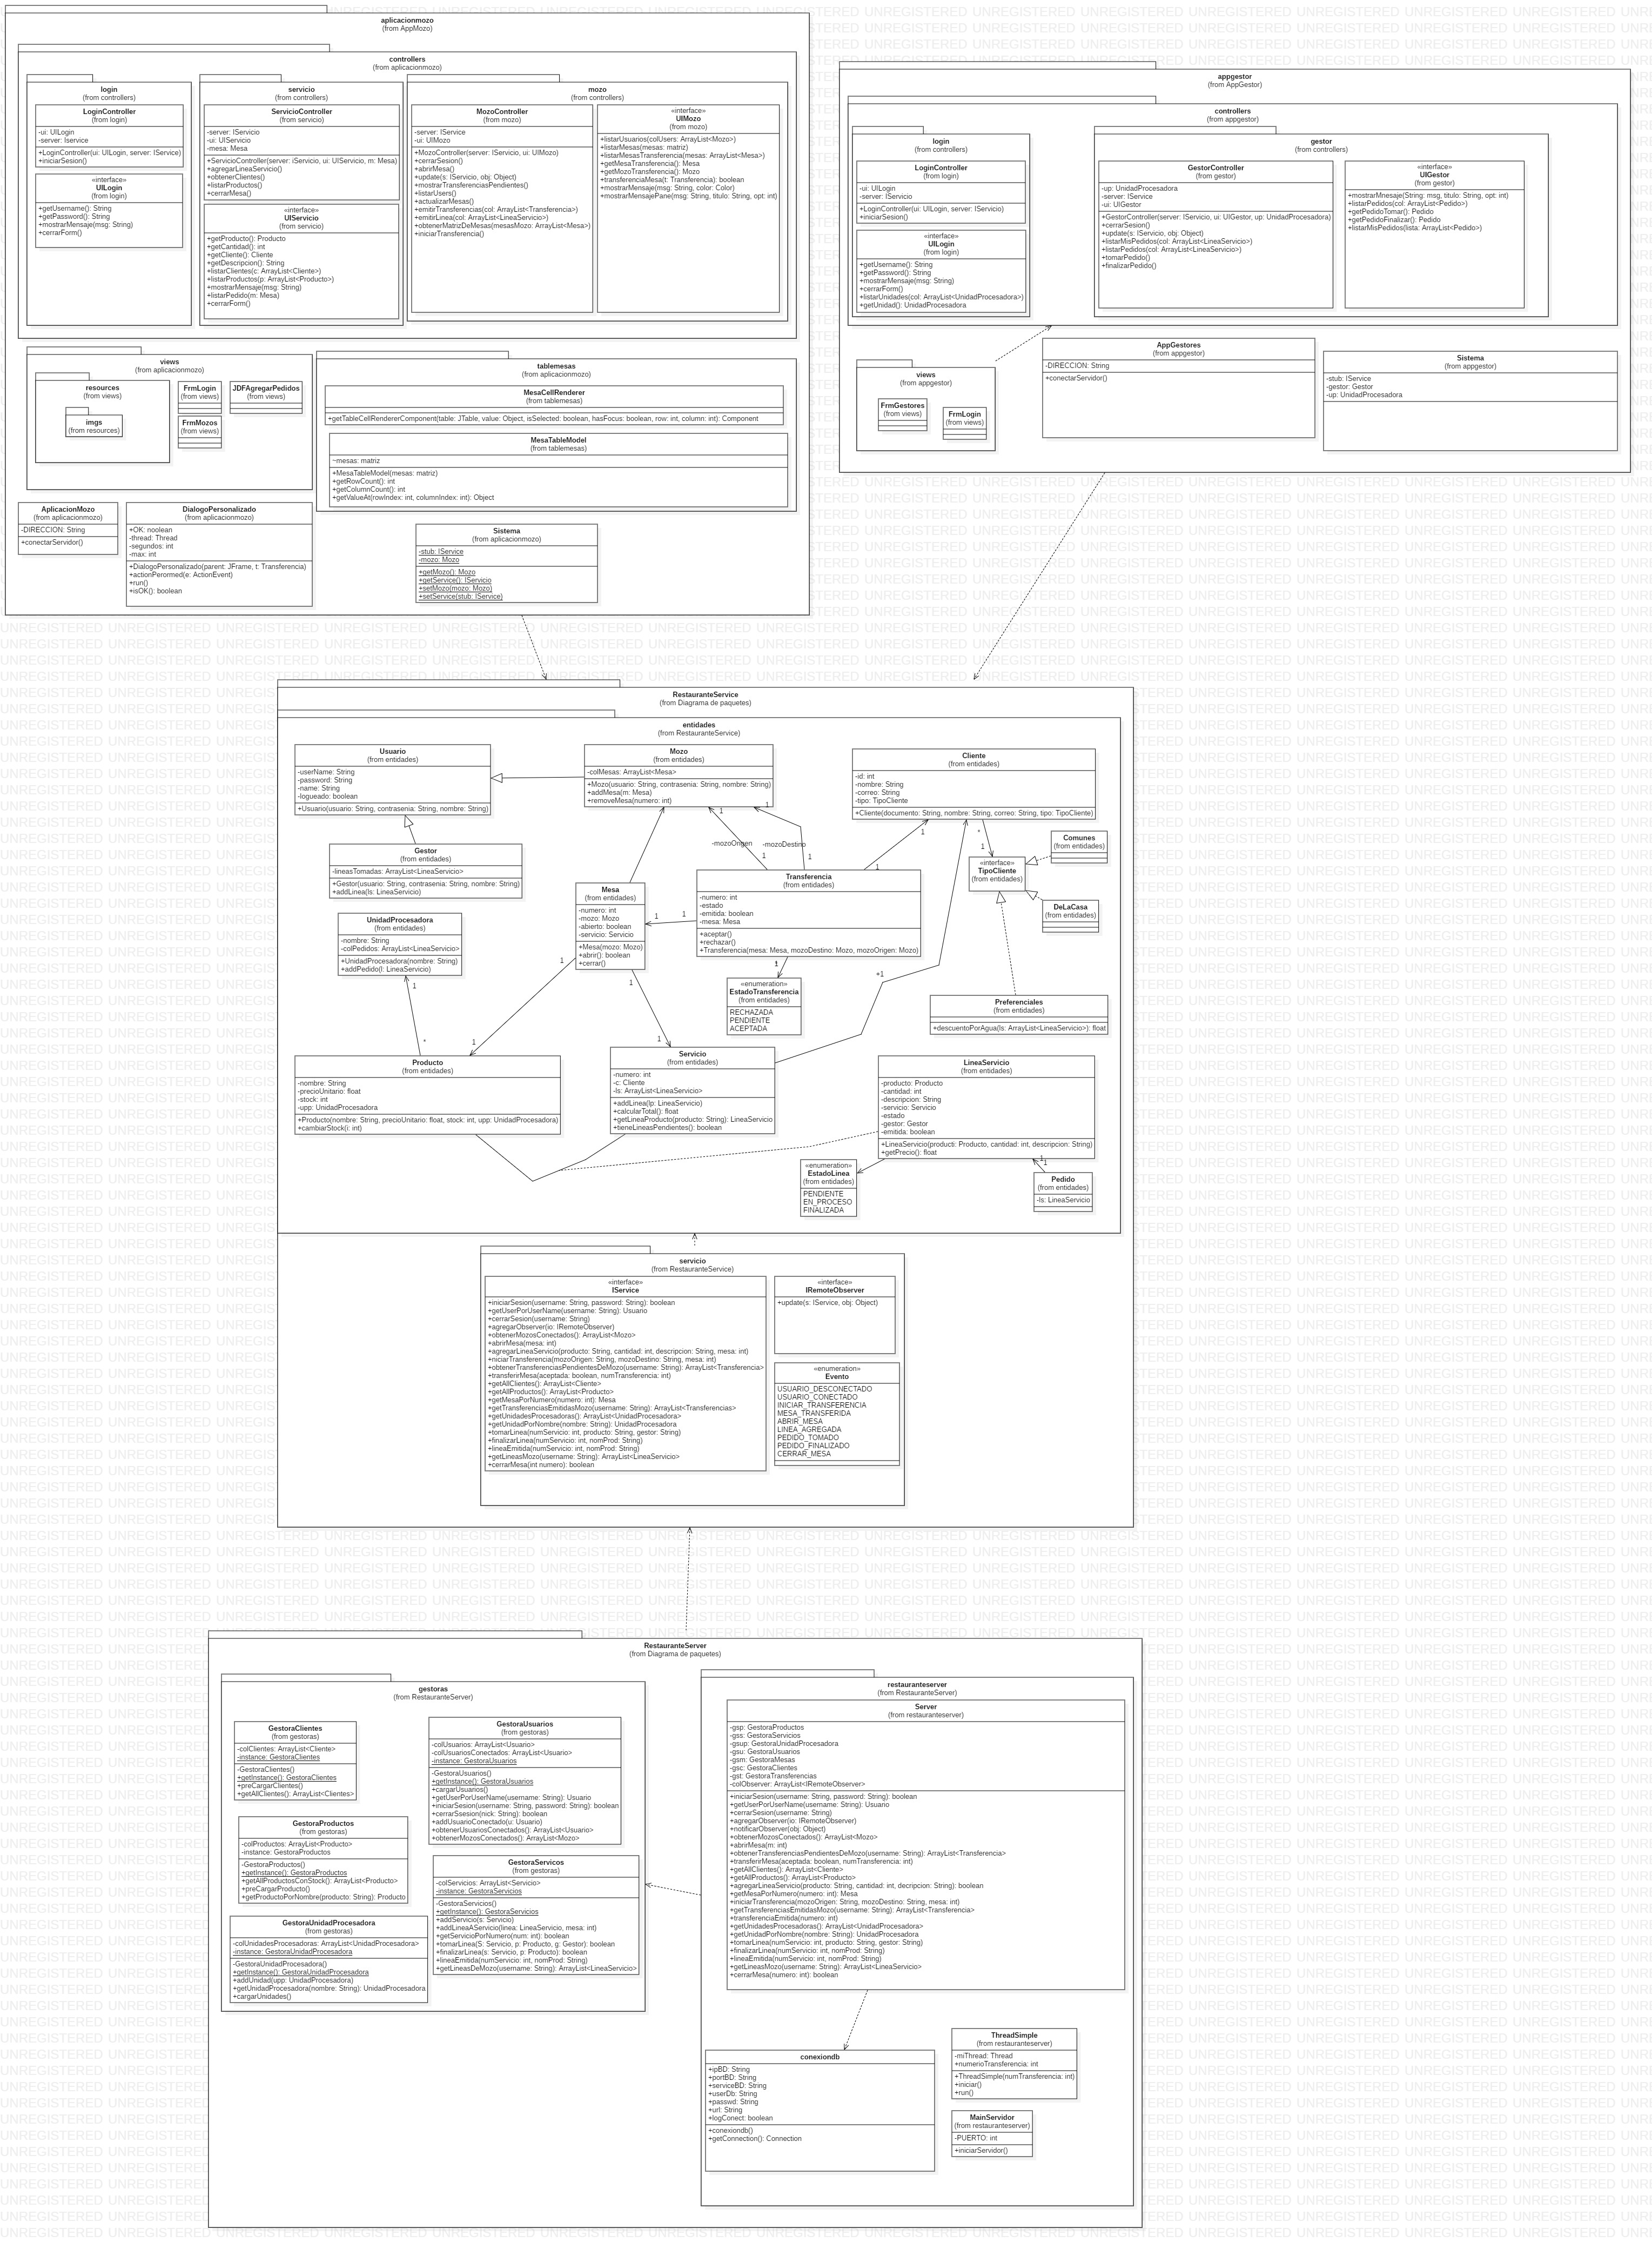 aplicacionmozo
(from AppMozo)
controllers
(from aplicacionmozo)
login
(from controllers)
LoginController
(from login)
-ui: UILogin
-server: Iservice
+LoginController(ui: UILogin, server: IService)
+iniciarSesion()
«interface»
UILogin
(from login)
+getUsername(): String
+getPassword(): String
+mostrarMensaje(msg: String)
+cerrarForm()
servicio
(from controllers)
ServicioController
(from servicio)
-server: IServicio
-ui: UIServicio
-mesa: Mesa
+ServicioController(server: iServicio, ui: UIServicio, m: Mesa)
+agregarLineaServicio()
+obtenerClientes()
+listarProductos()
+cerrarMesa()
«interface»
UIServicio
(from servicio)
+getProducto(): Producto
+getCantidad(): int
+getCliente(): Cliente
+getDescripcion(): String
+listarClientes(c: ArrayList<Cliente>)
+listarProductos(p: ArrayList<Producto)
+mostrarMensaje(msg: String)
+listarPedido(m: Mesa)
+cerrarForm()
mozo
(from controllers)
MozoController
(from mozo)
-server: IService
-ui: UIMozo
+MozoController(server: IService, ui: UIMozo)
+cerrarSesion()
+abrirMesa()
+update(s: IService, obj: Object)
+mostrarTransferenciasPendientes()
+listarUsers()
+actualizarMesas()
+emitirTransferencias(col: ArrayList<Transferencia>)
+emitirLinea(col: ArrayList<LineaServicio>)
+obtenerMatrizDeMesas(mesasMozo: ArrayList<Mesa>)
+iniciarTransferencia()
«interface»
UIMozo
(from mozo)
+listarUsuarios(colUsers: ArrayList<Mozo>)
+listarMesas(mesas: matriz)
+listarMesasTransferencia(mesas: ArrayList<Mesa>)
+getMesaTransferencia(): Mesa
+getMozoTransferencia(): Mozo
+transferenciaMesa(t: Transferencia): boolean
+mostrarMensaje(msg: String, color: Color)
+mostrarMensajePane(msg: String, titulo: String, opt: int)
views
(from aplicacionmozo)
resources
(from views)
imgs
(from resources)
FrmLogin
(from views)
JDFAgregarPedidos
(from views)
FrmMozos
(from views)
tablemesas
(from aplicacionmozo)
MesaCellRenderer
(from tablemesas)
+getTableCellRendererComponent(table: JTable, value: Object, isSelected: boolean, hasFocus: boolean, row: int, column: int): Component
MesaTableModel
(from tablemesas)
~mesas: matriz
+MesaTableModel(mesas: matriz)
+getRowCount(): int
+getColumnCount(): int
+getValueAt(rowIndex: int, columnIndex: int): Object
AplicacionMozo
(from aplicacionmozo)
-DIRECCION: String
+conectarServidor()
DialogoPersonalizado
(from aplicacionmozo)
+OK: noolean
-thread: Thread
-segundos: int
-max: int
+DialogoPersonalizado(parent: JFrame, t: Transferencia)
+actionPerormed(e: ActionEvent)
+run()
+isOK(): boolean
Sistema
(from aplicacionmozo)
-stub: IService
-mozo: Mozo
+getMozo(): Mozo
+getService(): IServicio
+setMozo(mozo: Mozo)
+setService(stub: IService)
appgestor
(from AppGestor)
controllers
(from appgestor)
login
(from controllers)
LoginController
(from login)
-ui: UILogin
-server: IServicio
+LoginController(ui: UILogin, server: IServicio)
+iniciarSesion()
«interface»
UILogin
(from login)
+getUsername(): String
+getPassword(): String
+mostrarMensaje(msg: String)
+cerrarForm()
+listarUnidades(col: ArrayList<UnidadProcesadora>)
+getUnidad(): UnidadProcesadora
gestor
(from controllers)
GestorController
(from gestor)
-up: UnidadProcesadora
-server: IService
-ui: UIGestor
+GestorController(server: IService, ui: UIGestor, up: UnidadProcesadora)
+cerrarSesion()
+update(s: IService, obj: Object)
+listarMisPedidos(col: ArrayList<LineaServicio>)
+listarPedidos(col: ArrayList<LineaServicio>)
+tomarPedido()
+finalizarPedido()
«interface»
UIGestor
(from gestor)
+mostrarMnesaje(String: msg, titulo: String, opt: int)
+listarPedidos(col: ArrayList<Pedido>)
+getPedidoTomar(): Pedido
+getPedidoFinalizar(): Pedido
+listarMisPedidos(lista: ArrayList<Pedido>)
views
(from appgestor)
FrmGestores
(from views)
FrmLogin
(from views)
AppGestores
(from appgestor)
-DIRECCION: String
+conectarServidor()
Sistema
(from appgestor)
-stub: IService
-gestor: Gestor
-up: UnidadProcesadora
RestauranteService
(from Diagrama de paquetes)
entidades
(from RestauranteService)
Usuario
(from entidades)
-userName: String
-password: String
-name: String
-logueado: boolean
+Usuario(usuario: String, contrasenia: String, nombre: String)
Mozo
(from entidades)
-colMesas: ArrayList<Mesa>
+Mozo(usuario: String, contrasenia: String, nombre: String)
+addMesa(m: Mesa)
+removeMesa(numero: int)
Cliente
(from entidades)
-id: int
-nombre: String
-correo: String
-tipo: TipoCliente
+Cliente(documento: String, nombre: String, correo: String, tipo: TipoCliente)
Gestor
(from entidades)
-lineasTomadas: ArrayList<LineaServicio>
+Gestor(usuario: String, contrasenia: String, nombre: String)
+addLinea(ls: LineaServicio)
1
1
-mozoOrigen
-mozoDestino
1
1
1
1
*
1
Comunes
(from entidades)
«interface»
TipoCliente
(from entidades)
DeLaCasa
(from entidades)
UnidadProcesadora
(from entidades)
-nombre: String
-colPedidos: ArrayList<LineaServicio>
+UnidadProcesadora(nombre: String)
+addPedido(l: LineaServicio)
Mesa
(from entidades)
-numero: int
-mozo: Mozo
-abierto: boolean
-servicio: Servicio
+Mesa(mozo: Mozo)
+abrir(): boolean
+cerrar()
1
1
Transferencia
(from entidades)
-numero: int
-estado
-emitida: boolean
-mesa: Mesa
+aceptar()
+rechazar()
+Transferencia(mesa: Mesa, mozoDestino: Mozo, mozoOrigen: Mozo)
1
«enumeration»
EstadoTransferencia
(from entidades)
RECHAZADA
PENDIENTE
ACEPTADA
+1
1
1
1
Preferenciales
(from entidades)
+descuentoPorAgua(ls: ArrayList<LineaServicio>): float
*
1
1
Producto
(from entidades)
-nombre: String
-precioUnitario: float
-stock: int
-upp: UnidadProcesadora
+Producto(nombre: String, precioUnitario: float, stock: int, upp: UnidadProcesadora)
+cambiarStock(i: int)
Servicio
(from entidades)
-numero: int
-c: Cliente
-ls: ArrayList<LineaServicio>
+addLinea(lp: LineaServicio)
+calcularTotal(): float
+getLineaProducto(producto: String): LineaServicio
+tieneLineasPendientes(): boolean
LineaServicio
(from entidades)
-producto: Producto
-cantidad: int
-descripcion: String
-servicio: Servicio
-estado
-gestor: Gestor
-emitida: boolean
+LineaServicio(producti: Producto, cantidad: int, descripcion: String)
+getPrecio(): float
«enumeration»
EstadoLinea
(from entidades)
PENDIENTE
EN_PROCESO
FINALIZADA
1
1
Pedido
(from entidades)
-ls: LineaServicio
servicio
(from RestauranteService)
«interface»
IService
+iniciarSesion(username: String, password: String): boolean
+getUserPorUserName(username: String): Usuario
+cerrarSesion(username: String)
+agregarObserver(io: IRemoteObserver)
+obtenerMozosConectados(): ArrayList<Mozo>
+abrirMesa(mesa: int)
+agregarLineaServicio(producto: String, cantidad: int, descripcion: String, mesa: int)
+niciarTransferencia(mozoOrigen: String, mozoDestino: String, mesa: int)
+obtenerTransferenciasPendientesDeMozo(username: String): ArrayList<Transferencia>
+transferirMesa(aceptada: boolean, numTransferencia: int)
+getAllClientes(): ArrayList<Cliente>
+getAllProductos(): ArrayList<Producto>
+getMesaPorNumero(numero: int): Mesa
+getTransferenciasEmitidasMozo(username: String): ArrayList<Transferencias>
+getUnidadesProcesadoras(): ArrayList<UnidadProcesadora>
+getUnidadPorNombre(nombre: String): UnidadProcesadora
+tomarLinea(numServicio: int, producto: String, gestor: String)
+finalizarLinea(numServicio: int, nomProd: String)
+lineaEmitida(numServicio: int, nomProd: String)
+getLineasMozo(username: String): ArrayList<LineaServicio>
+cerrarMesa(int numero): boolean
«interface»
IRemoteObserver
+update(s: IService, obj: Object)
«enumeration»
Evento
USUARIO_DESCONECTADO
USUARIO_CONECTADO
INICIAR_TRANSFERENCIA
MESA_TRANSFERIDA
ABRIR_MESA
LINEA_AGREGADA
PEDIDO_TOMADO
PEDIDO_FINALIZADO
CERRAR_MESA
RestauranteServer
(from Diagrama de paquetes)
gestoras
(from RestauranteServer)
GestoraClientes
(from gestoras)
-colClientes: ArrayList<Cliente>
-instance: GestoraClientes
-GestoraClientes()
+getInstance(): GestoraClientes
+preCargarClientes()
+getAllClientes(): ArrayList<Clientes>
GestoraUsuarios
(from gestoras)
-colUsuarios: ArrayList<Usuario>
-colUsuariosConectados: ArrayList<Usuario>
-instance: GestoraUsuarios
-GestoraUsuarios()
+getInstance(): GestoraUsuarios
+cargarUsuarios()
+getUserPorUserName(username: String): Usuario
+iniciarSesion(username: String, password: String): boolean
+cerrarSsesion(nick: String): boolean
+addUsuarioConectado(u: Usuario)
+obtenerUsuariosConectados(): ArrayList<Usuario>
+obtenerMozosConectados(): ArrayList<Mozo>
GestoraProductos
(from gestoras)
-colProductos: ArrayList<Producto>
-instance: GestoraProductos
-GestoraProductos()
+getInstance(): GestoraProductos
+getAllProductosConStock(): ArrayList<Producto>
+preCargarProducto()
+getProductoPorNombre(producto: String): Producto
GestoraServicos
(from gestoras)
-colServicios: ArrayList<Servicio>
-instance: GestoraServicios
-GestoraServicios()
+getInstance(): GestoraServicios
+addServicio(s: Servicio)
+addLineaAServicio(linea: LineaServicio, mesa: int)
+getServicioPorNumero(num: int): boolean
+tomarLinea(S: Servicio, p: Producto, g: Gestor): boolean
+finalizarLinea(s: Servicio, p: Producto): boolean
+lineaEmitida(numServicio: int, nomProd: String)
+getLineasDeMozo(username: String): ArrayList<LineaServicio>
GestoraUnidadProcesadora
(from gestoras)
-colUnidadesProcesadoras: ArrayList<UnidadProcesadora>
-instance: GestoraUnidadProcesadora
-GestoraUnidadProcesadora()
+getInstance(): GestoraUnidadProcesadora
+addUnidad(upp: UnidadProcesadora)
+getUnidadProcesadora(nombre: String): UnidadProcesadora
+cargarUnidades()
restauranteserver
(from RestauranteServer)
Server
(from restauranteserver)
-gsp: GestoraProductos
-gss: GestoraServicios
-gsup: GestoraUnidadProcesadora
-gsu: GestoraUsuarios
-gsm: GestoraMesas
-gsc: GestoraClientes
-gst: GestoraTransferencias
-colObserver: ArrayList<IRemoteObserver>
+iniciarSesion(username: String, password: String): boolean
+getUserPorUserName(username: String): Usuario
+cerrarSesion(username: String)
+agregarObserver(io: IRemoteObserver)
+notificarObserver(obj: Object)
+obtenerMozosConectados(): ArrayList<Mozo>
+abrirMesa(m: int)
+obtenerTransferenciasPendientesDeMozo(username: String): ArrayList<Transferencia>
+transferirMesa(aceptada: boolean, numTransferencia: int)
+getAllClientes(): ArrayList<Cliente>
+getAllProductos(): ArrayList<Producto>
+agregarLineaServicio(producto: String, cantidad: int, decripcion: String): boolean
+getMesaPorNumero(numero: int): Mesa
+iniciarTransferencia(mozoOrigen: String, mozoDestino: String, mesa: int)
+getTransferenciasEmitidasMozo(username: String): ArrayList<Transferencia>
+transferenciaEmitida(numero: int)
+getUnidadesProcesadoras(): ArrayList<UnidadProcesadora>
+getUnidadPorNombre(nombre: String): UnidadProcesadora
+tomarLinea(numServicio: int, producto: String, gestor: String)
+finalizarLinea(numServicio: int, nomProd: String)
+lineaEmitida(numServicio: int, nomProd: String)
+getLineasMozo(username: String): ArrayList<LineaServicio>
+cerrarMesa(numero: int): boolean
conexiondb
+ipBD: String
+portBD: String
+serviceBD: String
+userDb: String
+passwd: String
+url: String
+logConect: boolean
+conexiondb()
+getConnection(): Connection
ThreadSimple
(from restauranteserver)
-miThread: Thread
+numerioTransferencia: int
+ThreadSimple(numTransferencia: int)
+iniciar()
+run()
MainServidor
(from restauranteserver)
-PUERTO: int
+iniciarServidor()